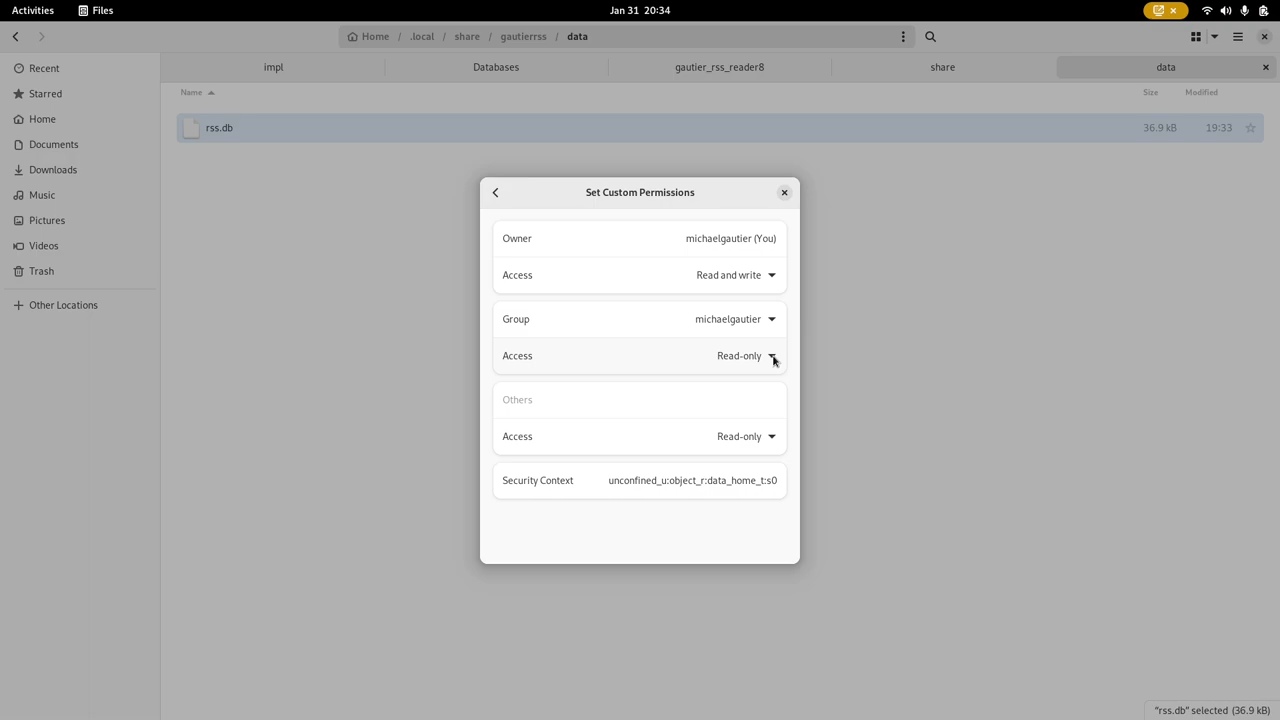 Activities Files Jan 31 20:34
Home / .local / share / gautierrss / data
impl Databases gautier_rss_reader8 share data
Recent
Starred
Home
Documents
Downloads
Music
Pictures
Videos
Trash
Other Locations
Name Size Modified
rss.db 36.9 kB 19:33
Set Custom Permissions
Owner michaelgautier (You)
Access Read and write
Group michaelgautier
Access Read-only
Others
Access Read-only
Security Context unconfined_u:object_r:data_home_t:s0
"rss.db" selected (36.9 kB)